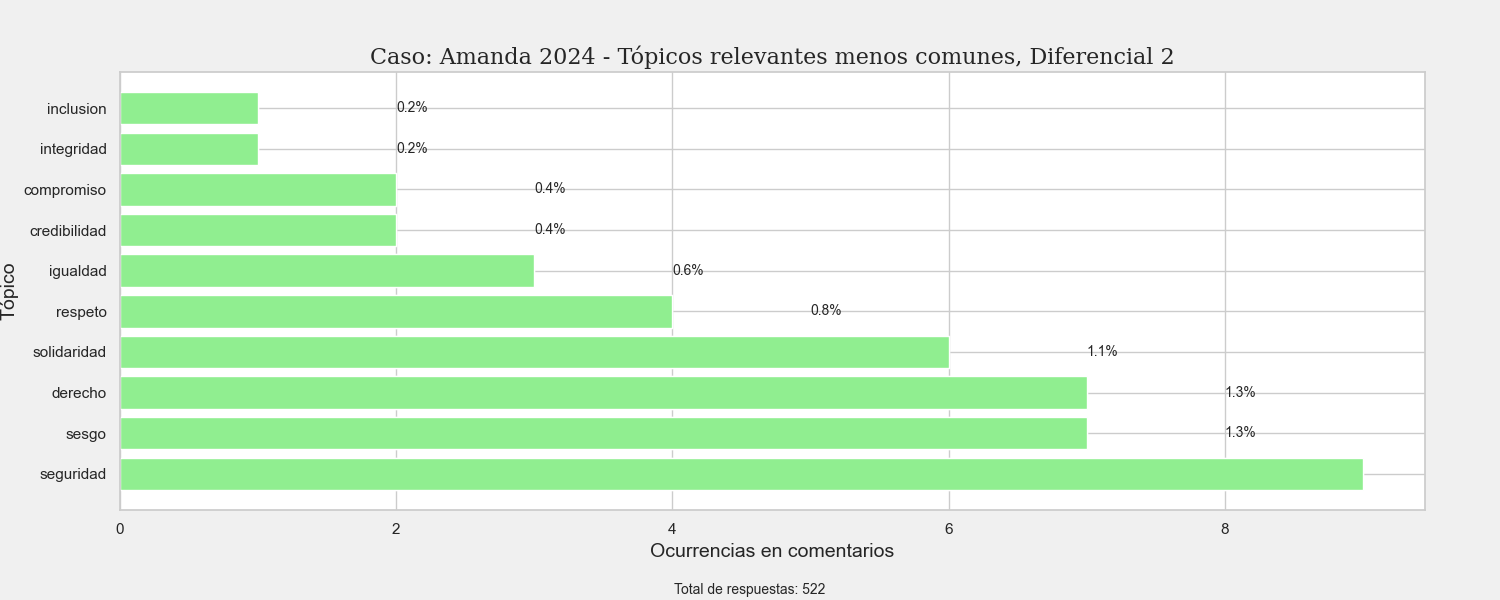 Caso: Amanda 2024 - Tópicos relevantes menos comunes, Diferencial 2
Tópico
inclusion 0.2%
integridad 0.2%
compromiso 0.4%
credibilidad 0.4%
igualdad 0.6%
respeto 0.8%
solidaridad 1.1%
derecho 1.3%
sesgo 1.3%
seguridad
0 2 4 6 8
Ocurrencias en comentarios
Total de respuestas: 522